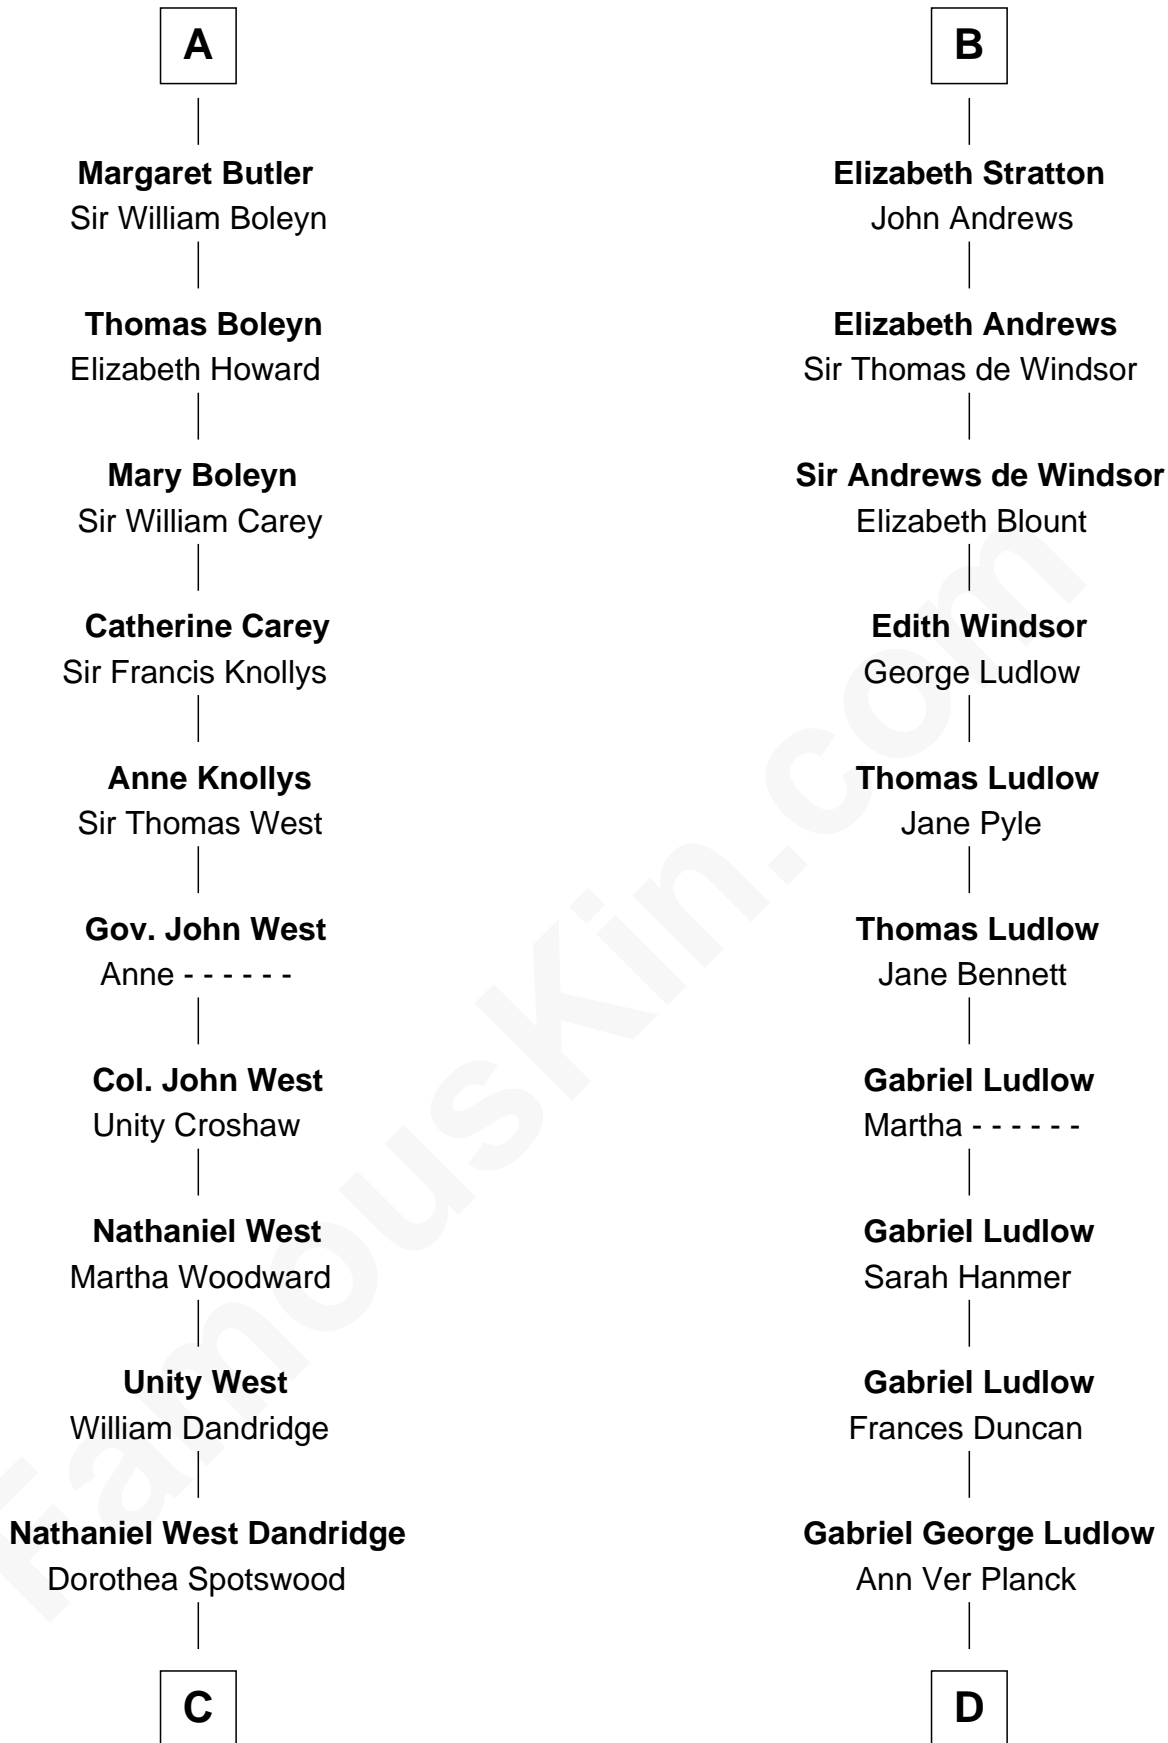 A
Margaret Butler
Sir William Boleyn
Thomas Boleyn
Elizabeth Howard
Mary Boleyn
Sir William Carey
Catherine Carey
Sir Francis Knollys
Anne Knollys
Sir Thomas West
Gov. John West
Anne - - - - - -
Col. John West
Unity Croshaw
Nathaniel West
Martha Woodward
Unity West
William Dandridge
Nathaniel West Dandridge
Dorothea Spotswood
C
B
Elizabeth Stratton
John Andrews
Elizabeth Andrews
Sir Thomas de Windsor
Sir Andrews de Windsor
Elizabeth Blount
Edith Windsor
George Ludlow
Thomas Ludlow
Jane Pyle
Thomas Ludlow
Jane Bennett
Gabriel Ludlow
Martha - - - - - -
Gabriel Ludlow
Sarah Hanmer
Gabriel Ludlow
Frances Duncan
Gabriel George Ludlow
Ann Ver Planck
D
FamousKin.com